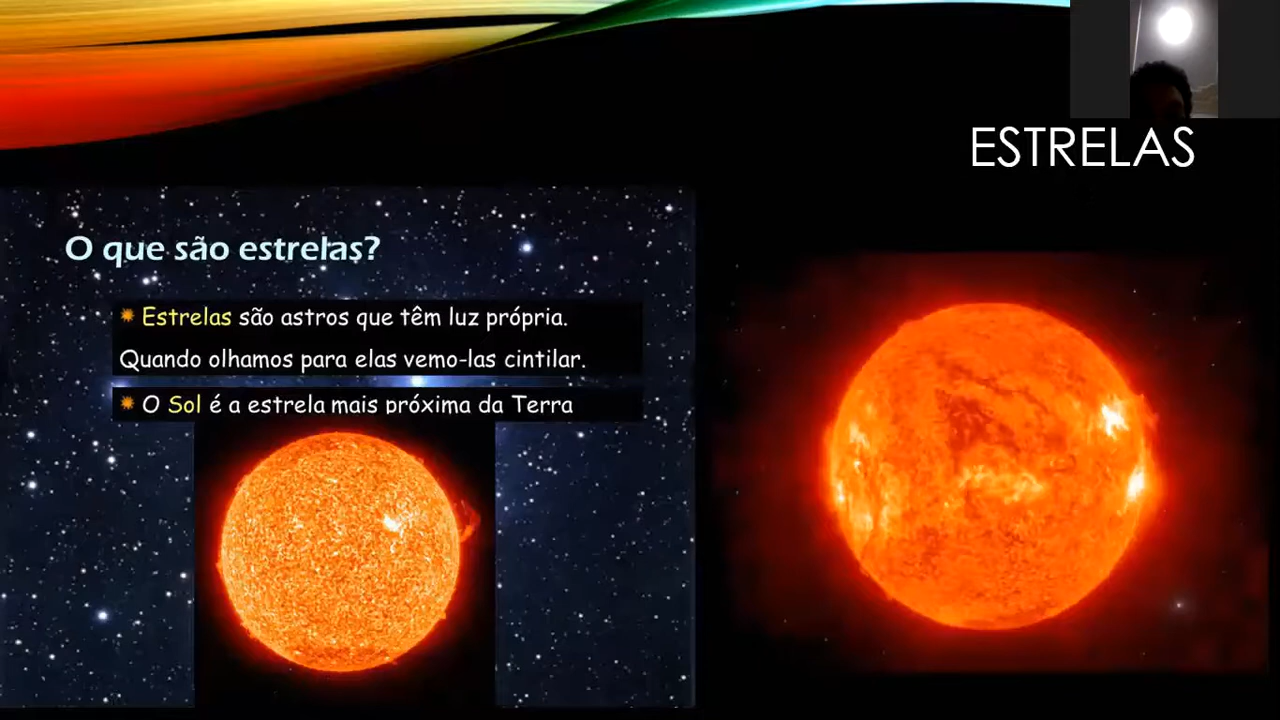 ESTRELAS
O que são estrelas?
Estrelas são astros que têm luz própria.
Quando olhamos para elas vemo-las cintilar.
O Sol é a estrela mais próxima da Terra